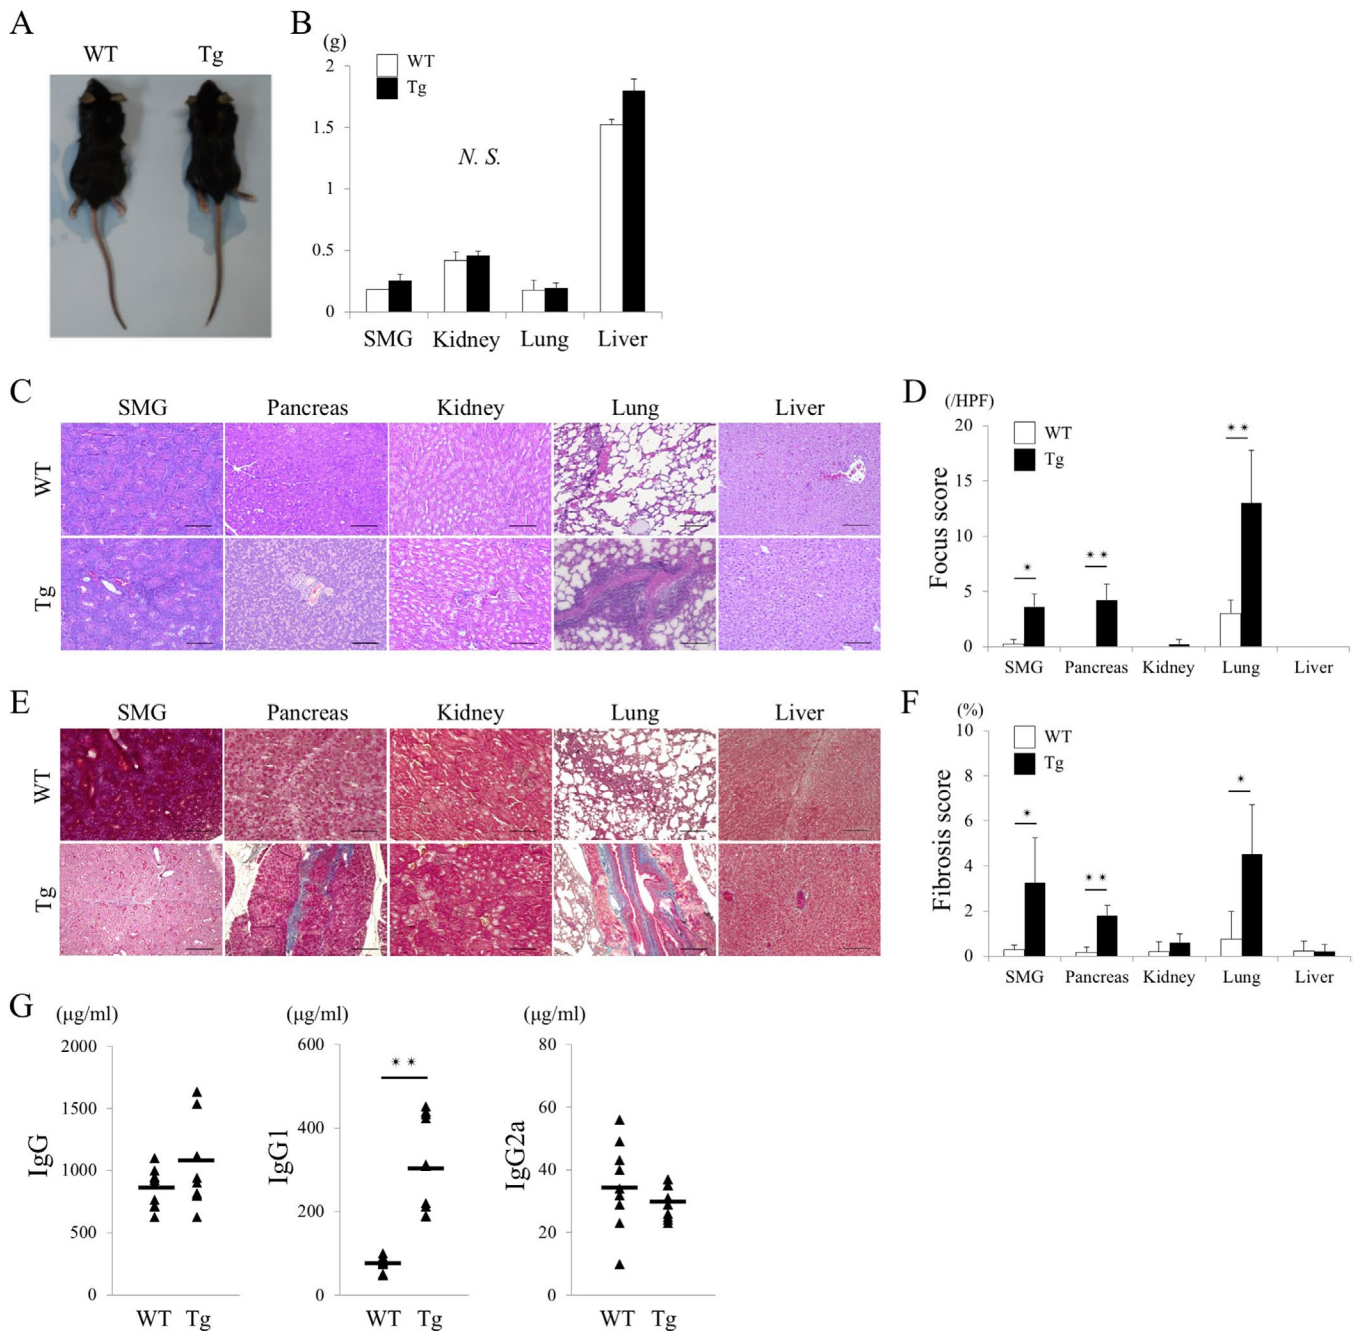 A
WT Tg
B
(g)
WT
Tg
2
1.5
1
0.5
0
N. S.
SMG Kidney Lung Liver
C
SMG Pancreas Kidney Lung Liver
WT
Tg
D
(/HPF)
WT
Tg
Focus score
20
15
10
5
0
* ** **
SMG Pancreas Kidney Lung Liver
E
SMG Pancreas Kidney Lung Liver
WT
Tg
F
(%)
WT
Tg
Fibrosis score
10
8
6
4
2
0
* ** *
SMG Pancreas Kidney Lung Liver
G
(μg/ml)
IgG
2000
1500
1000
500
0
WT Tg
(μg/ml)
IgG1
600
400
200
0
**
WT Tg
(μg/ml)
IgG2a
80
60
40
20
0
WT Tg